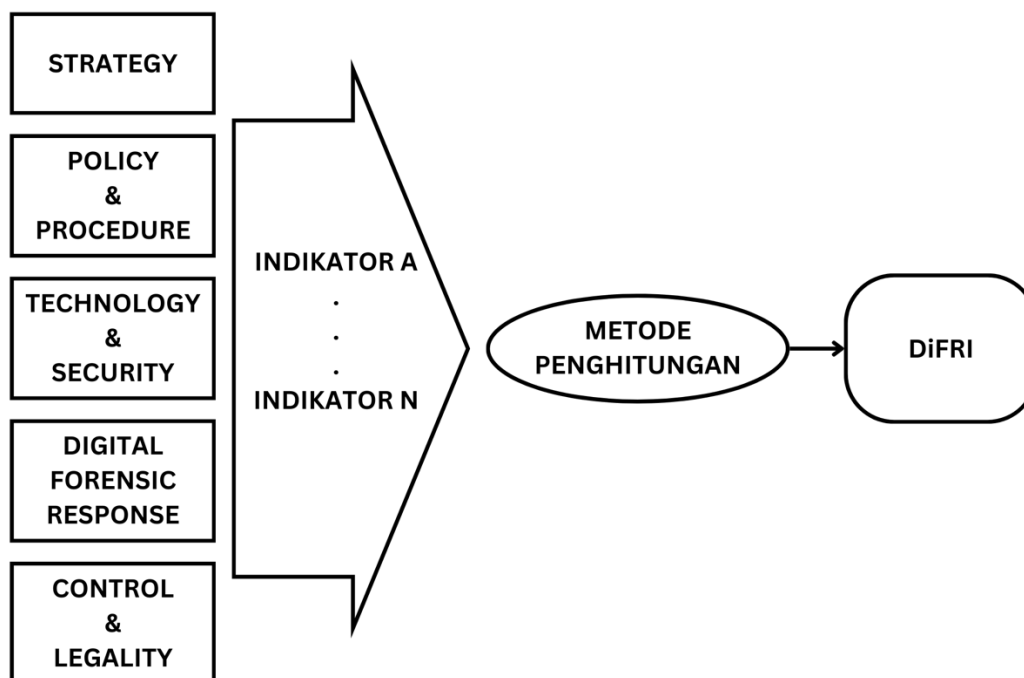 STRATEGY
POLICY
&
PROCEDURE
TECHNOLOGY
&
SECURITY
DIGITAL
FORENSIC
RESPONSE
CONTROL
&
LEGALITY
INDIKATOR A
.
.
.
INDIKATOR N
METODE
PENGHITUNGAN
DiFRI